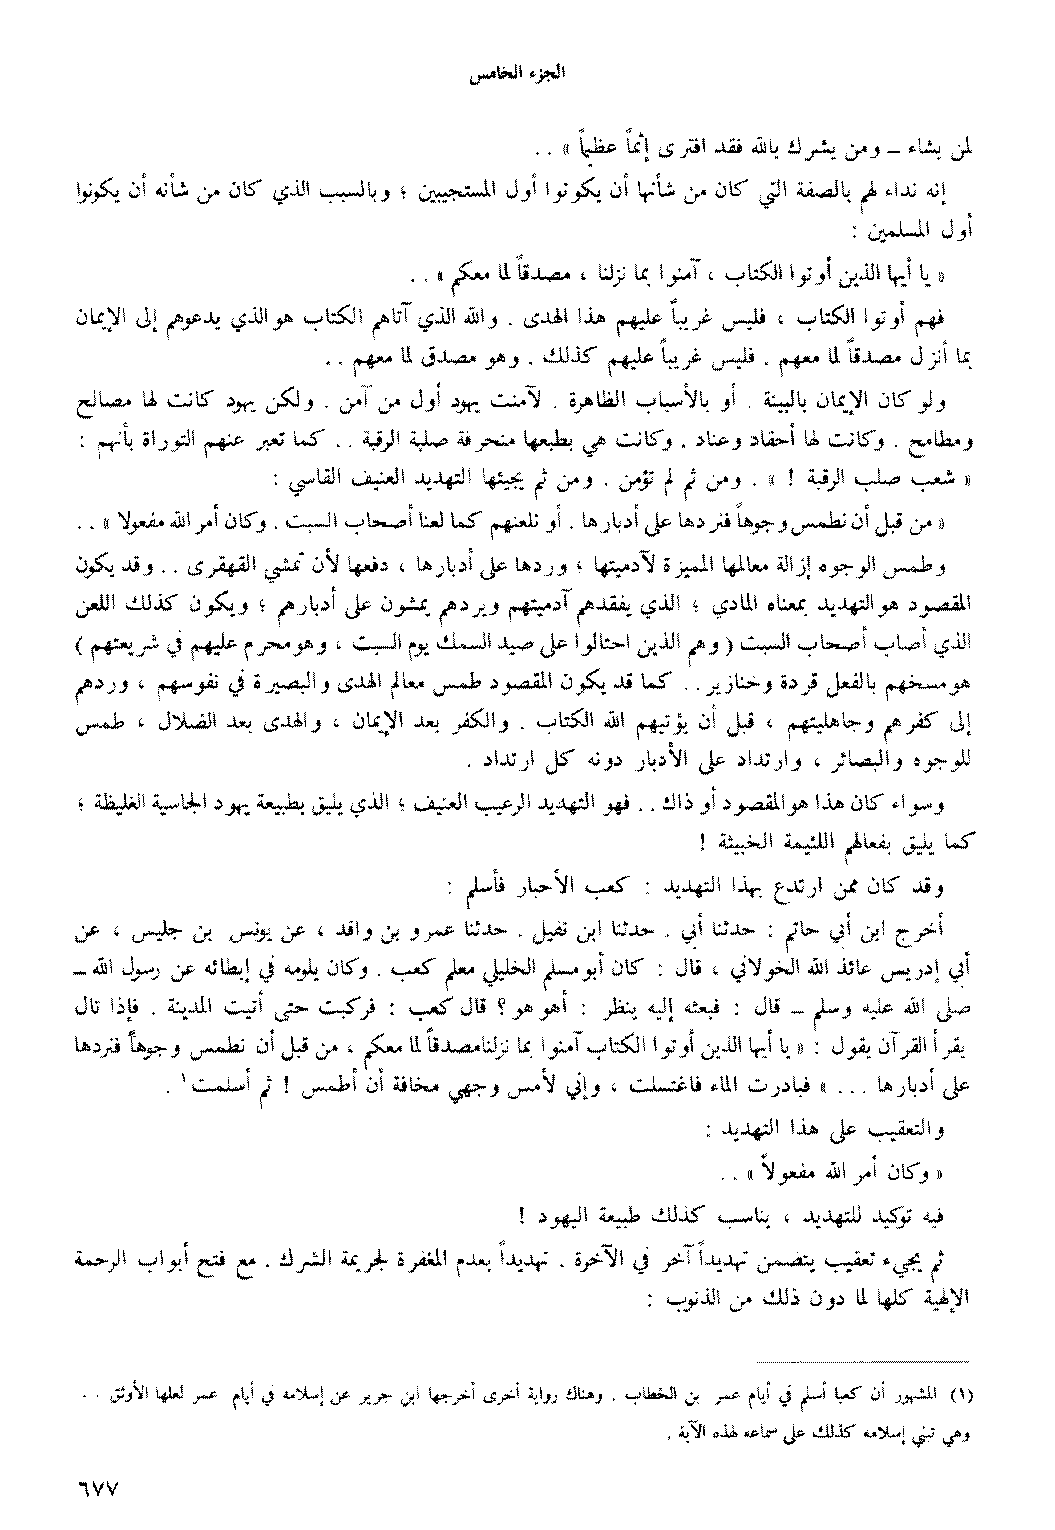 الجزء الخامس
لمن يشاء – ومن يشرك بالله فقد افترى إثماً عظيماً » . .
إنه نداء لهم بالصفة التي كان من شأنها أن يكونوا أول المستجيبين ؛ وبالسبب الذي كان من شأنه أن يكونوا
أول المسلمين :
« يا أيها الذين أوتوا الكتاب ، آمنوا بما نزلنا ، مصدقاً لما معكم » . .
فهم أوتوا الكتاب ، فليس غريباً عليهم هذا الهدى . والله الذي آتاهم الكتاب هو الذي يدعوهم إلى الإيمان
بما أنزل مصدقاً لما معهم . فليس غريباً عليهم كذلك . وهو مصدق لما معهم . .
ولو كان الإيمان بالبينة . أو بالأسباب الظاهرة . لآمنت يهود أول من آمن . ولكن يهود كانت لها مصالح
ومطامح . وكانت لها أحقاد وعناد . وكانت هي بطبعها منحرفة صلبة الرقبة . . كما تعبر عنهم التوراة بأنهم :
« شعب صلب الرقبة ! » . ومن ثم لم تؤمن . ومن ثم يجيئها التهديد العنيف القاسي :
« من قبل أن نطمس وجوهاً فنردها على أدبارها . أو نلعنهم كما لعنا أصحاب السبت . وكان أمر الله مفعولا » . .
وطمس الوجوه إزالة معالمها المميزة لآدميتها ؛ وردها على أدبارها ، دفعها لأن تمشي القهقرى . . وقد يكون
المقصود هو التهديد بمعناه المادي ؛ الذي يفقدهم آدميتهم ويردهم يمشون على أدبارهم ؛ ويكون كذلك اللعن
الذي أصاب أصحاب السبت ( وهم الذين احتالوا على صيد السمك يوم السبت ، وهو محرم عليهم في شريعتهم )
هو مسخهم بالفعل قردة وخنازير . . كما قد يكون المقصود طمس معالم الهدى والبصيرة في نفوسهم ، وردهم
إلى كفرهم وجاهليتهم ، قبل أن يؤتيهم الله الكتاب . والكفر بعد الإيمان ، والهدى بعد الضلال ، طمس
للوجوه والبصائر ، وارتداد على الأدبار دونه كل ارتداد .
وسواء كان هذا هو المقصود أو ذاك . . فهو التهديد الرعيب العنيف ؛ الذي يليق بطبيعة يهود الجاسية الغليظة ؛
كما يليق بفعالهم اللئيمة الخبيثة !
وقد كان ممن ارتدع بهذا التهديد : كعب الأحبار فأسلم :
أخرج ابن أبي حاتم : حدثنا أبي . حدثنا ابن نفيل . حدثنا عمرو بن واقد ، عن يونس بن جليس ، عن
أبي إدريس عائذ الله الخولاني ، قال : كان أبو مسلم الخليلي معلم كعب . وكان يلومه في إبطائه عن رسول الله –
صلى الله عليه وسلم – قال : فبعثه إليه ينظر : أهو هو ؟ قال كعب : فركبت حتى أتيت المدينة . فإذا تال
يقرأ القرآن يقول : « يا أيها الذين أوتوا الكتاب آمنوا بما نزلنا مصدقاً لما معكم ، من قبل أن نطمس وجوهاً فنردها
على أدبارها . . . » فبادرت الماء فاغتسلت ، وإني لأمس وجهي مخافة أن أطمس ! ثم أسلمت١ .
والتعقيب على هذا التهديد :
« وكان أمر الله مفعولاً » . .
فيه توكيد للتهديد ، يناسب كذلك طبيعة اليهود !
ثم يجيء تعقيب يتضمن تهديداً آخر في الآخرة . تهديداً بعدم المغفرة لجريمة الشرك . مع فتح أبواب الرحمة
الإلهية كلها لما دون ذلك من الذنوب :
(١) المشهور أن كعبا أسلم في أيام عمر بن الخطاب . وهناك رواية أخرى أخرجها ابن جرير عن إسلامه في أيام عمر لعلها الأوثق . .
وهي تبني إسلامه كذلك على سماعه لهذه الآية .
٦٧٧